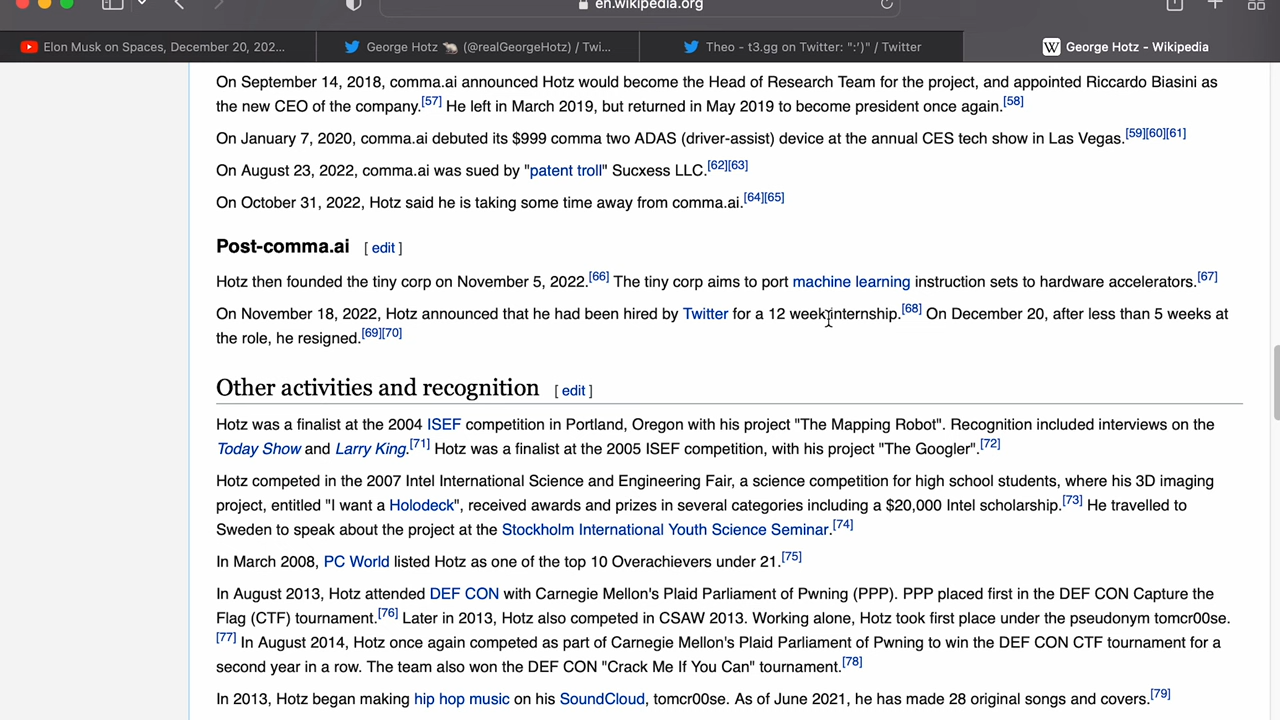 en.wikipedia.org
Elon Musk on Spaces, December 20, 202...
George Hotz 🐀 (@realGeorgeHotz) / Twi...
Theo - t3.gg on Twitter: ":')" / Twitter
George Hotz - Wikipedia
On September 14, 2018, comma.ai announced Hotz would become the Head of Research Team for the project, and appointed Riccardo Biasini as
the new CEO of the company.[57] He left in March 2019, but returned in May 2019 to become president once again.[58]
On January 7, 2020, comma.ai debuted its $999 comma two ADAS (driver-assist) device at the annual CES tech show in Las Vegas.[59][60][61]
On August 23, 2022, comma.ai was sued by "patent troll" Sucxess LLC.[62][63]
On October 31, 2022, Hotz said he is taking some time away from comma.ai.[64][65]
Post-comma.ai [ edit ]
Hotz then founded the tiny corp on November 5, 2022.[66] The tiny corp aims to port machine learning instruction sets to hardware accelerators.[67]
On November 18, 2022, Hotz announced that he had been hired by Twitter for a 12 week internship.[68] On December 20, after less than 5 weeks at
the role, he resigned.[69][70]
Other activities and recognition [ edit ]
Hotz was a finalist at the 2004 ISEF competition in Portland, Oregon with his project "The Mapping Robot". Recognition included interviews on the
Today Show and Larry King.[71] Hotz was a finalist at the 2005 ISEF competition, with his project "The Googler".[72]
Hotz competed in the 2007 Intel International Science and Engineering Fair, a science competition for high school students, where his 3D imaging
project, entitled "I want a Holodeck", received awards and prizes in several categories including a $20,000 Intel scholarship.[73] He travelled to
Sweden to speak about the project at the Stockholm International Youth Science Seminar.[74]
In March 2008, PC World listed Hotz as one of the top 10 Overachievers under 21.[75]
In August 2013, Hotz attended DEF CON with Carnegie Mellon's Plaid Parliament of Pwning (PPP). PPP placed first in the DEF CON Capture the
Flag (CTF) tournament.[76] Later in 2013, Hotz also competed in CSAW 2013. Working alone, Hotz took first place under the pseudonym tomcr00se.
[77] In August 2014, Hotz once again competed as part of Carnegie Mellon's Plaid Parliament of Pwning to win the DEF CON CTF tournament for a
second year in a row. The team also won the DEF CON "Crack Me If You Can" tournament.[78]
In 2013, Hotz began making hip hop music on his SoundCloud, tomcr00se. As of June 2021, he has made 28 original songs and covers.[79]